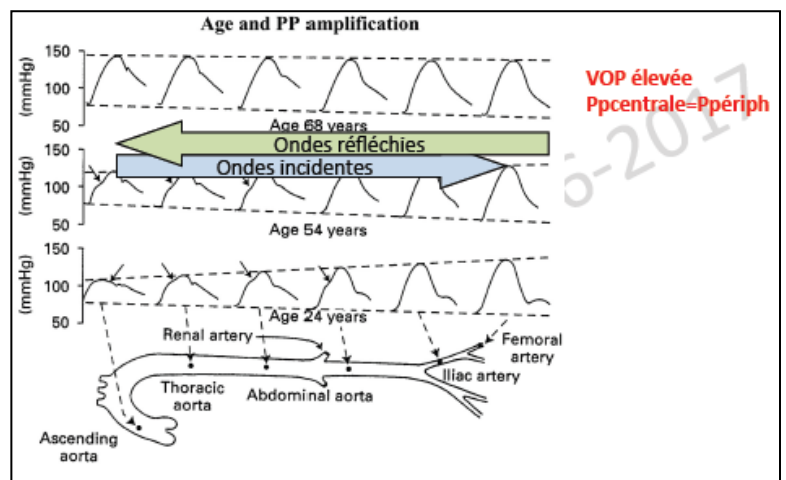 Age and PP amplification
150
100
50
(mmHg)
Age 68 years
VOP élevée
Ppcentrale=Ppériph
6-2017
Ondes réfléchies
Ondes incidentes
150
100
50
(mmHg)
Age 54 years
150
100
50
(mmHg)
Age 24 years
Renal artery
Femoral
artery
Iliac artery
Thoracic
aorta
Abdominal aorta
Ascending
aorta